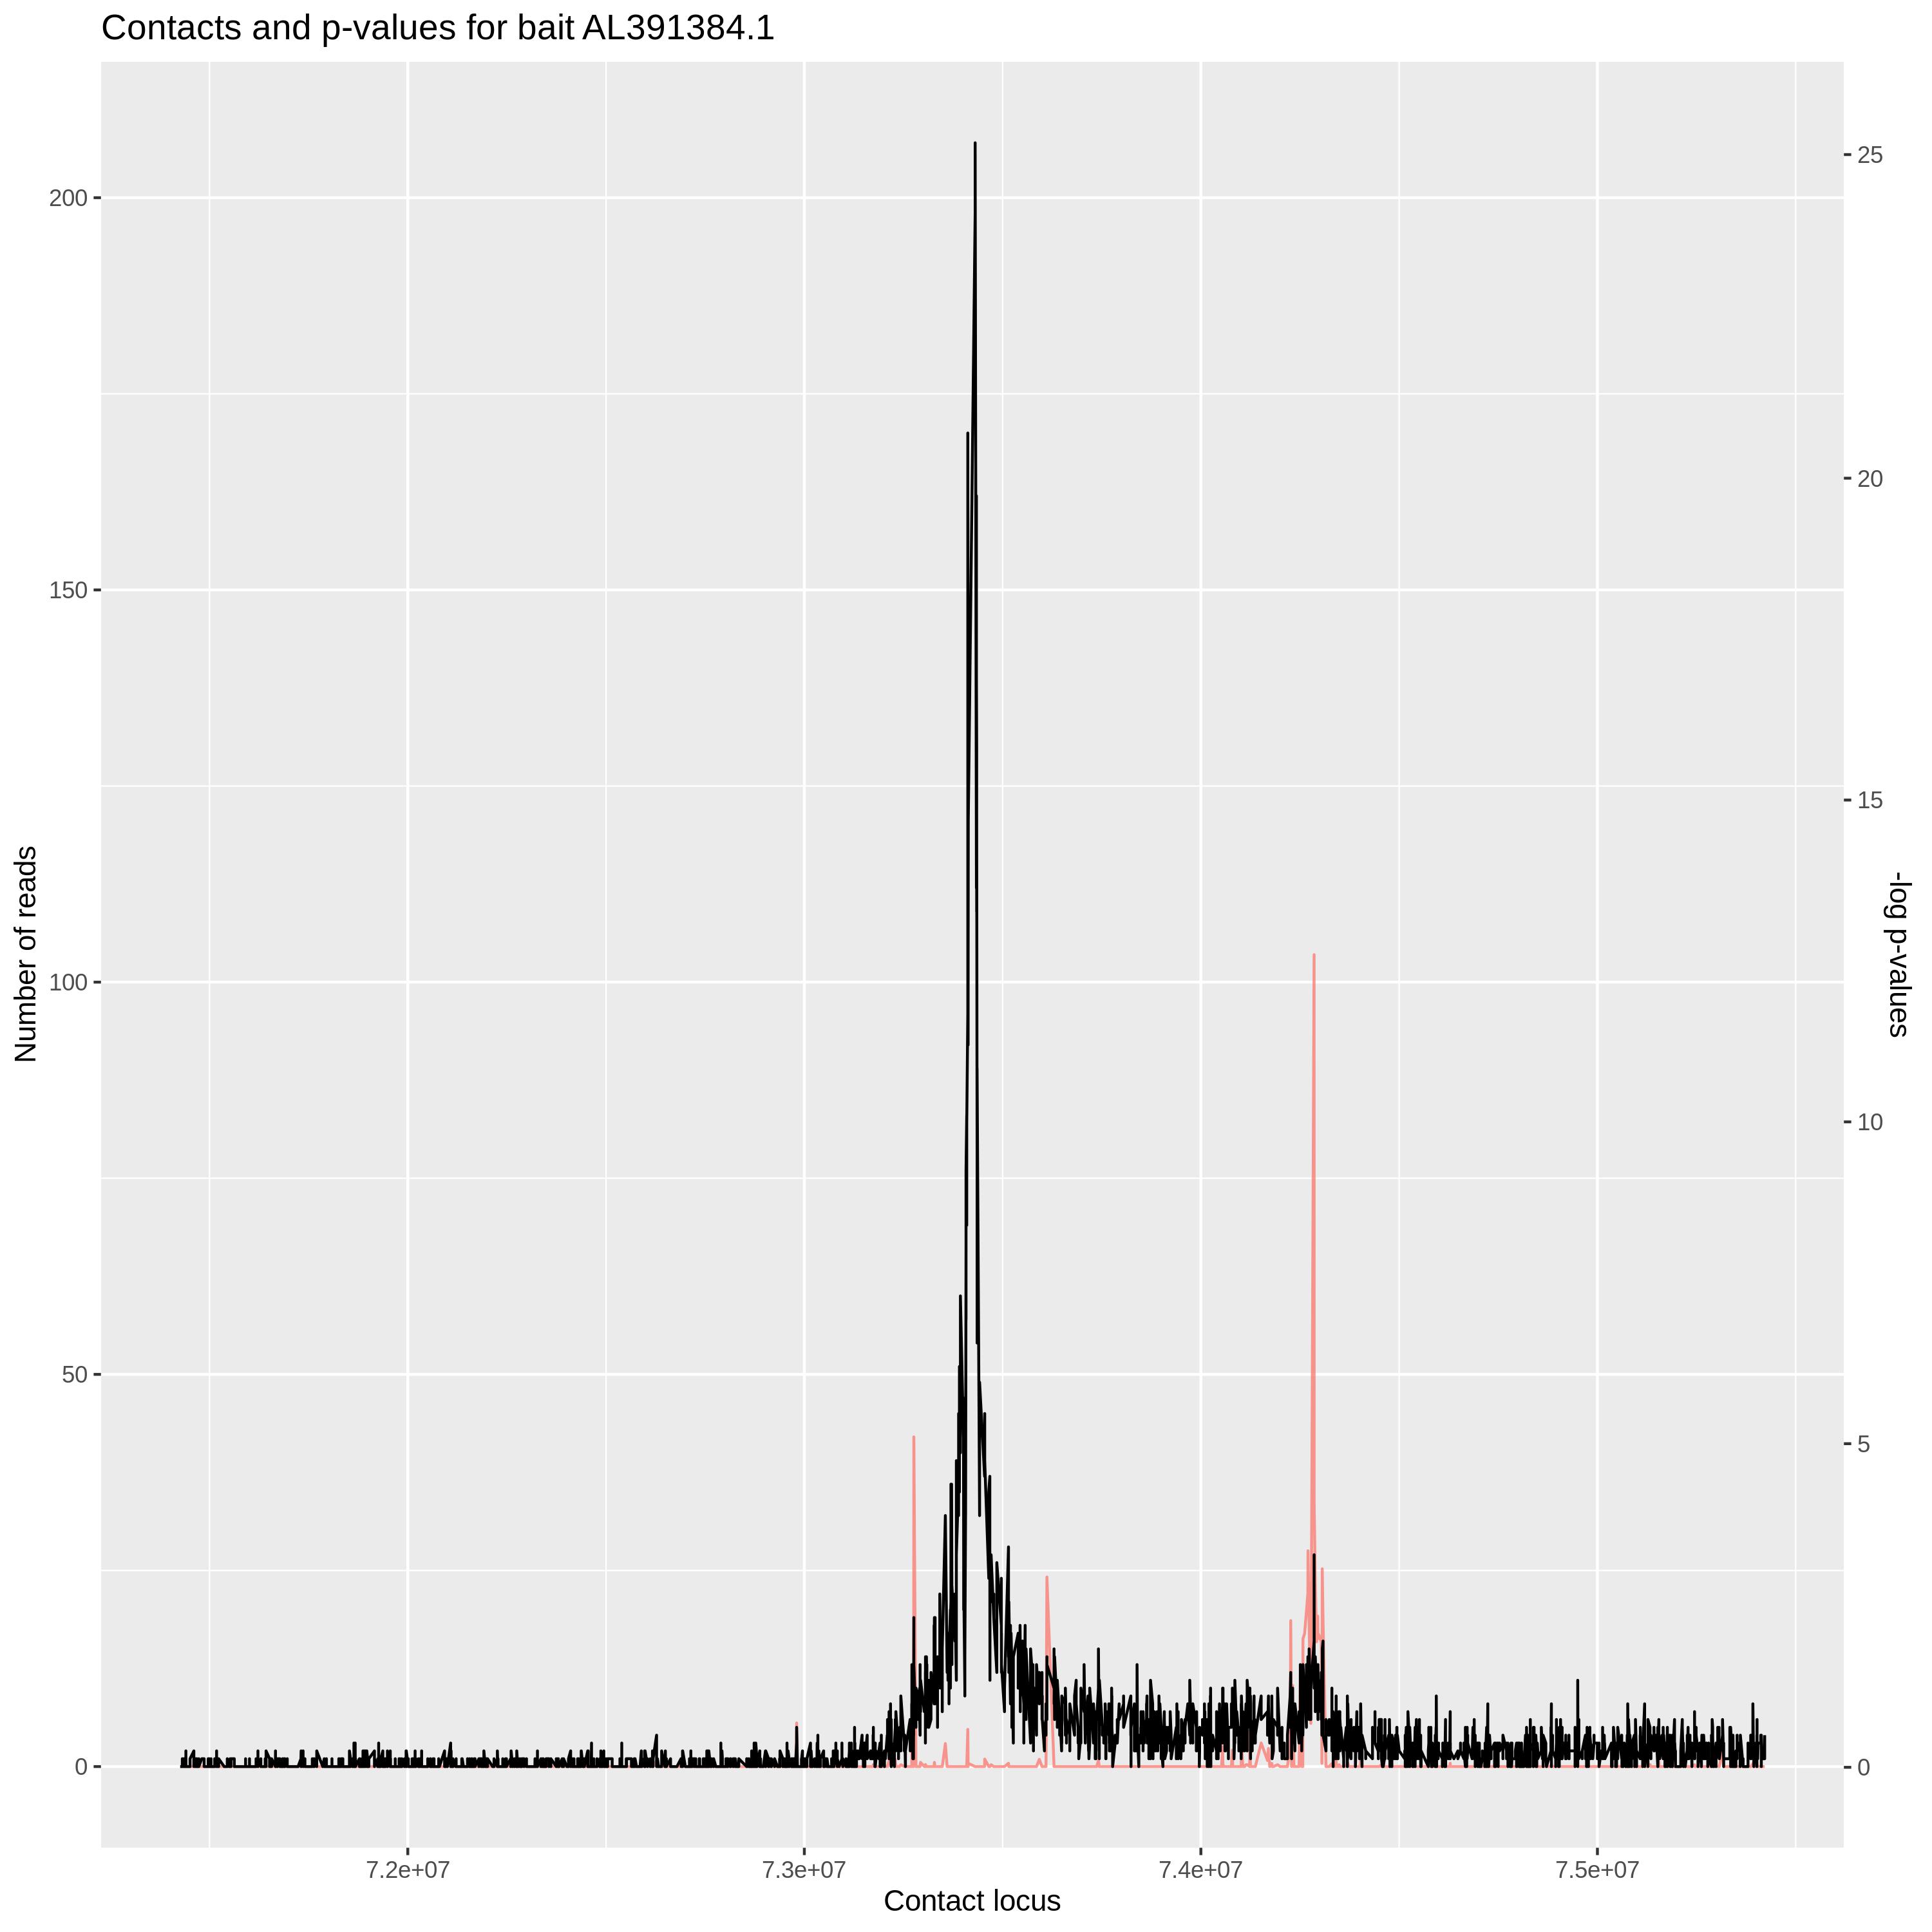 Contacts and p-values for bait AL391384.1
Number of reads
200
150
100
50
0
25
20
15
10
5
0
-log p-values
7.2e+07
7.3e+07
7.4e+07
7.5e+07
Contact locus